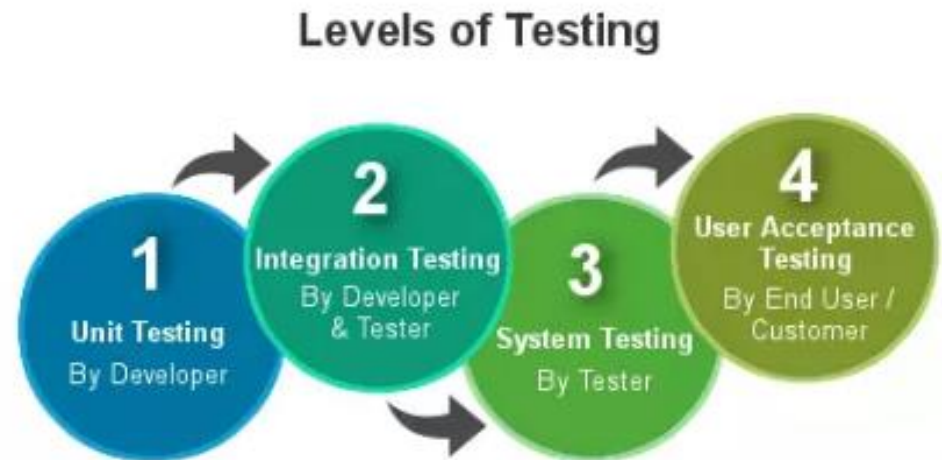 Levels of Testing
1
Unit Testing
By Developer
2
Integration Testing
By Developer
& Tester
3
System Testing
By Tester
4
User Acceptance
Testing
By End User /
Customer